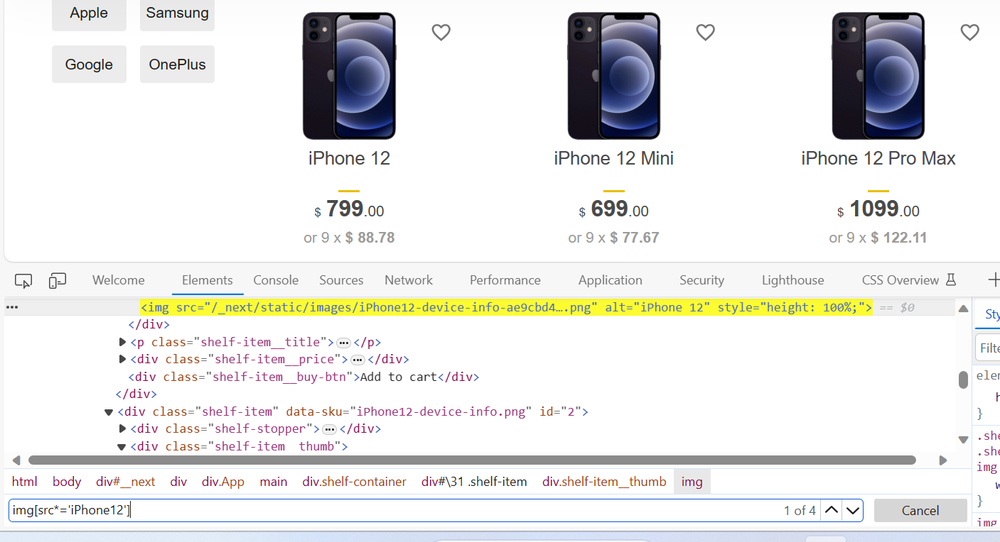 Apple Samsung
Google OnePlus
iPhone 12 iPhone 12 Mini iPhone 12 Pro Max
$ 799.00 $ 699.00 $ 1099.00
or 9 x $ 88.78 or 9 x $ 77.67 or 9 x $ 122.11
Welcome Elements Console Sources Network Performance Application Security Lighthouse CSS Overview
<img src="/_next/static/images/iPhone12-device-info-ae9cbd4….png" alt="iPhone 12" style="height: 100%;"> == $0
</div>
<p class="shelf-item__title"> … </p>
<div class="shelf-item__price"> … </div>
<div class="shelf-item__buy-btn">Add to cart</div>
</div>
<div class="shelf-item" data-sku="iPhone12-device-info.png" id="2">
<div class="shelf-stopper"> … </div>
<div class="shelf-item  thumb">
html body div#__next div div.App main div.shelf-container div#\31 .shelf-item div.shelf-item__thumb img
img[src*='iPhone12'] 1 of 4 Cancel
Sty
Filte
elem
}
.she
.she
img
}
img